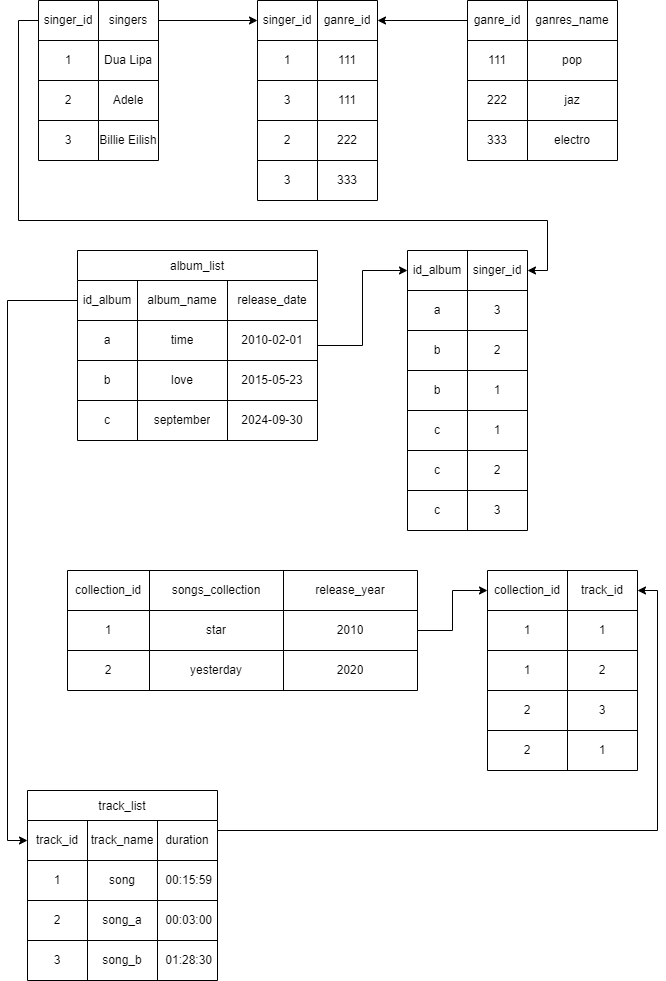 singer_id singers
1 Dua Lipa
2 Adele
3 Billie Eilish
singer_id ganre_id
1 111
3 111
2 222
3 333
ganre_id ganres_name
111 pop
222 jaz
333 electro
album_list
id_album album_name release_date
a time 2010-02-01
b love 2015-05-23
c september 2024-09-30
id_album singer_id
a 3
b 2
b 1
c 1
c 2
c 3
collection_id songs_collection release_year
1 star 2010
2 yesterday 2020
collection_id track_id
1 1
1 2
2 3
2 1
track_list
track_id track_name duration
1 song 00:15:59
2 song_a 00:03:00
3 song_b 01:28:30